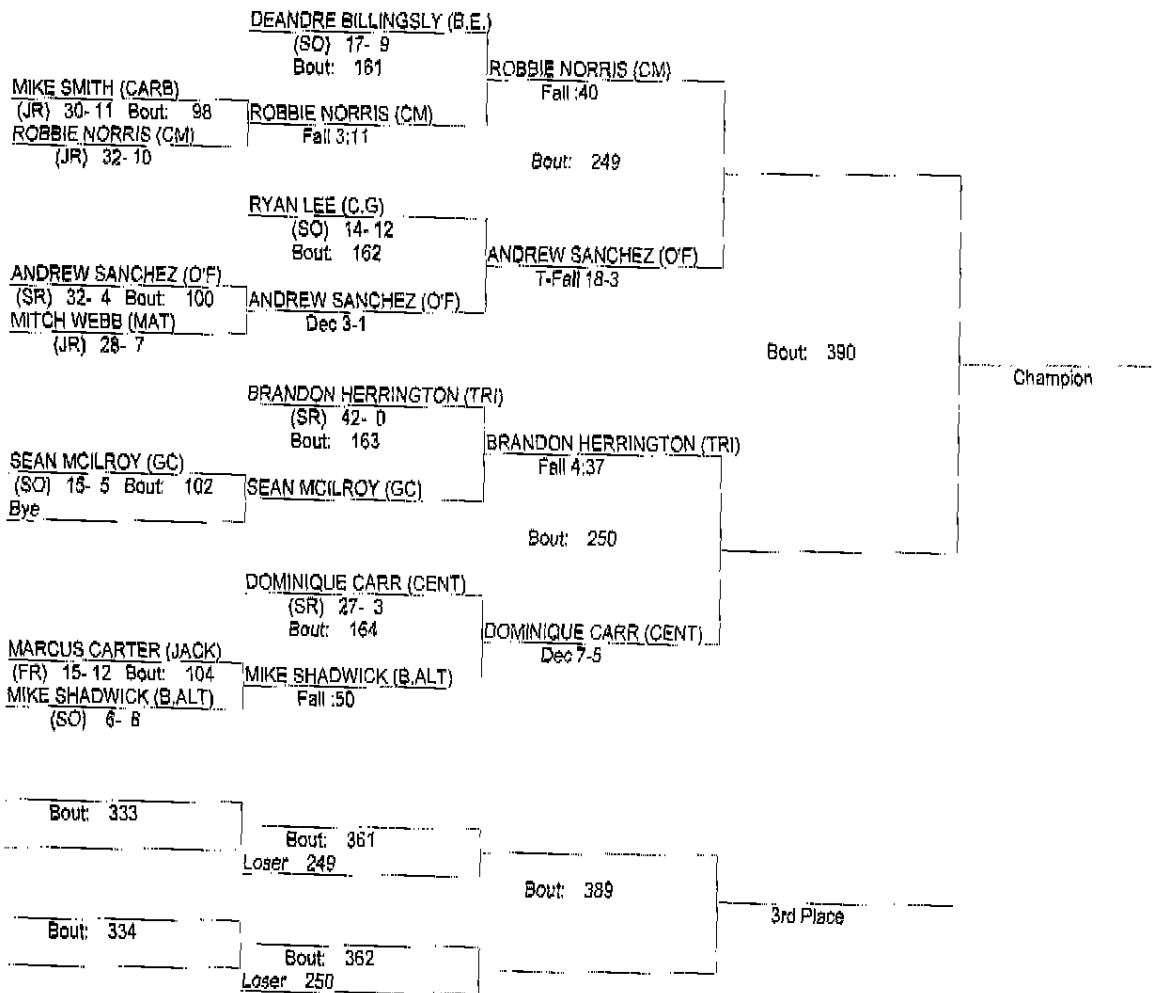 DEANDRE BILLINGSLY (B.E.)
(SO) 17- 9
Bout: 161
ROBBIE NORRIS (CM)
Fall :40
MIKE SMITH (CARB)
(JR) 30- 11 Bout: 98
ROBBIE NORRIS (CM)
(JR) 32- 10
ROBBIE NORRIS (CM)
Fall 3:11
Bout: 249
RYAN LEE (C.G)
(SO) 14- 12
Bout: 162
ANDREW SANCHEZ (O'F)
T-Fall 18-3
ANDREW SANCHEZ (O'F)
(SR) 32- 4 Bout: 100
MITCH WEBB (MAT)
(JR) 28- 7
ANDREW SANCHEZ (O'F)
Dec 3-1
Bout: 390
Champion
BRANDON HERRINGTON (TRI)
(SR) 42- 0
Bout: 163
BRANDON HERRINGTON (TRI)
Fall 4:37
SEAN MCILROY (GC)
(SO) 15- 5 Bout: 102
Bye
SEAN MCILROY (GC)
Bout: 250
DOMINIQUE CARR (CENT)
(SR) 27- 3
Bout: 164
DOMINIQUE CARR (CENT)
Dec 7-5
MARCUS CARTER (JACK)
(FR) 15- 12 Bout: 104
MIKE SHADWICK (B.ALT)
(SO) 6- 8
MIKE SHADWICK (B.ALT)
Fall :50
Bout: 333
Bout: 361
Loser 249
Bout: 389
3rd Place
Bout: 334
Bout: 362
Loser 250